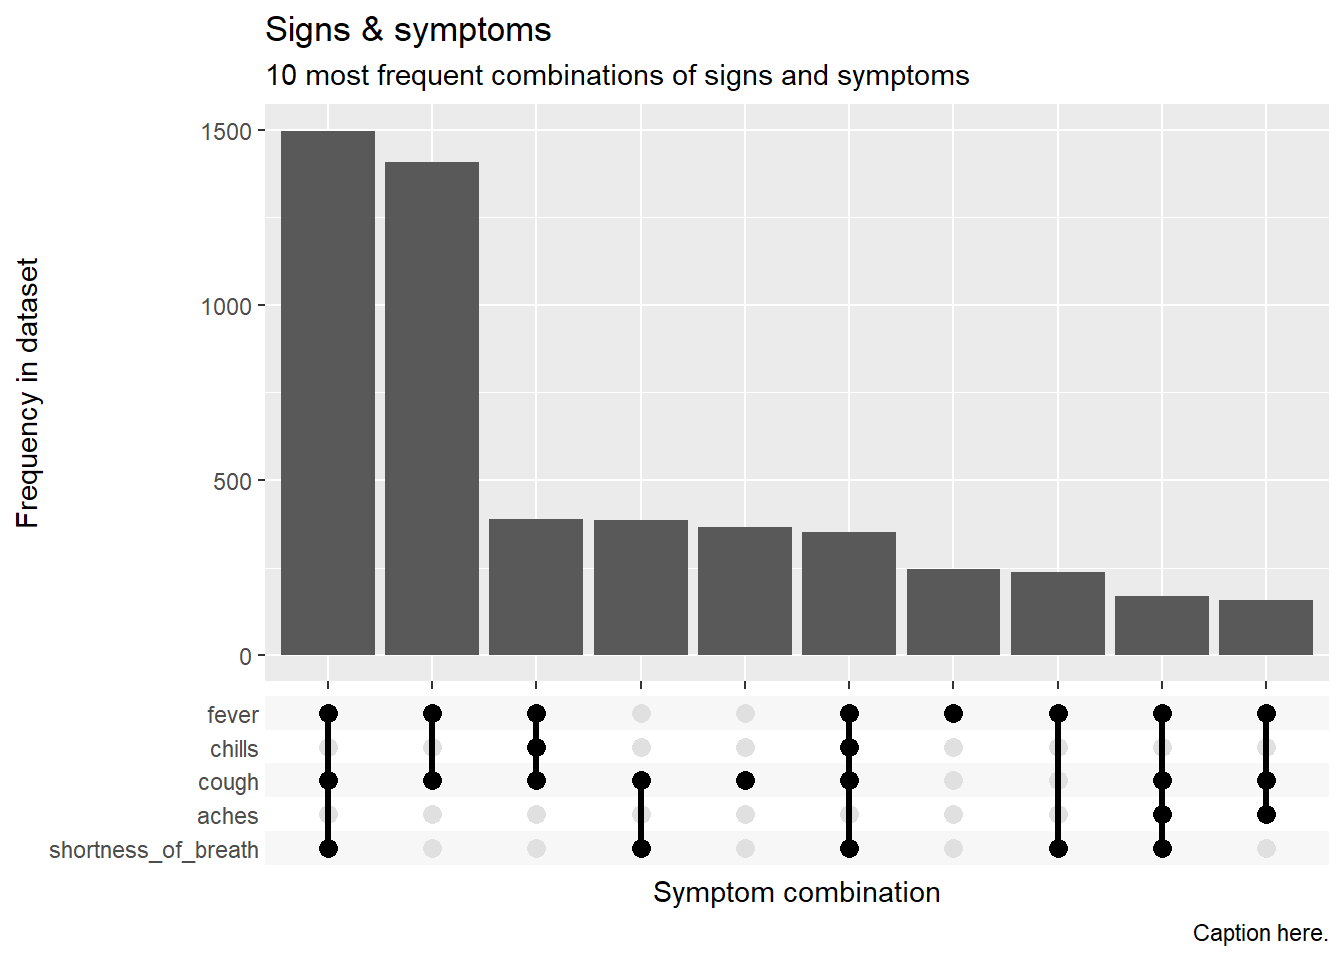 Signs & symptoms
10 most frequent combinations of signs and symptoms
Frequency in dataset
1500
1000
500
0
fever
chills
cough
aches
shortness_of_breath
Symptom combination
Caption here.